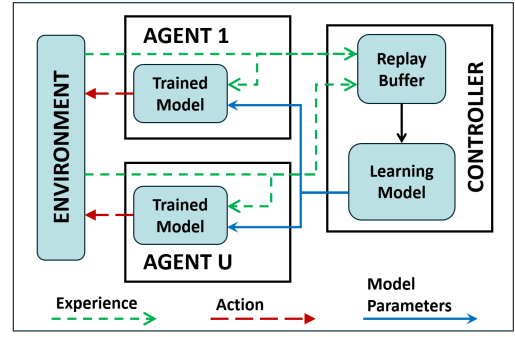 ENVIRONMENT
AGENT 1
Trained
Model
Trained
Model
AGENT U
Replay
Buffer
Learning
Model
CONTROLLER
Experience
Action
Model
Parameters